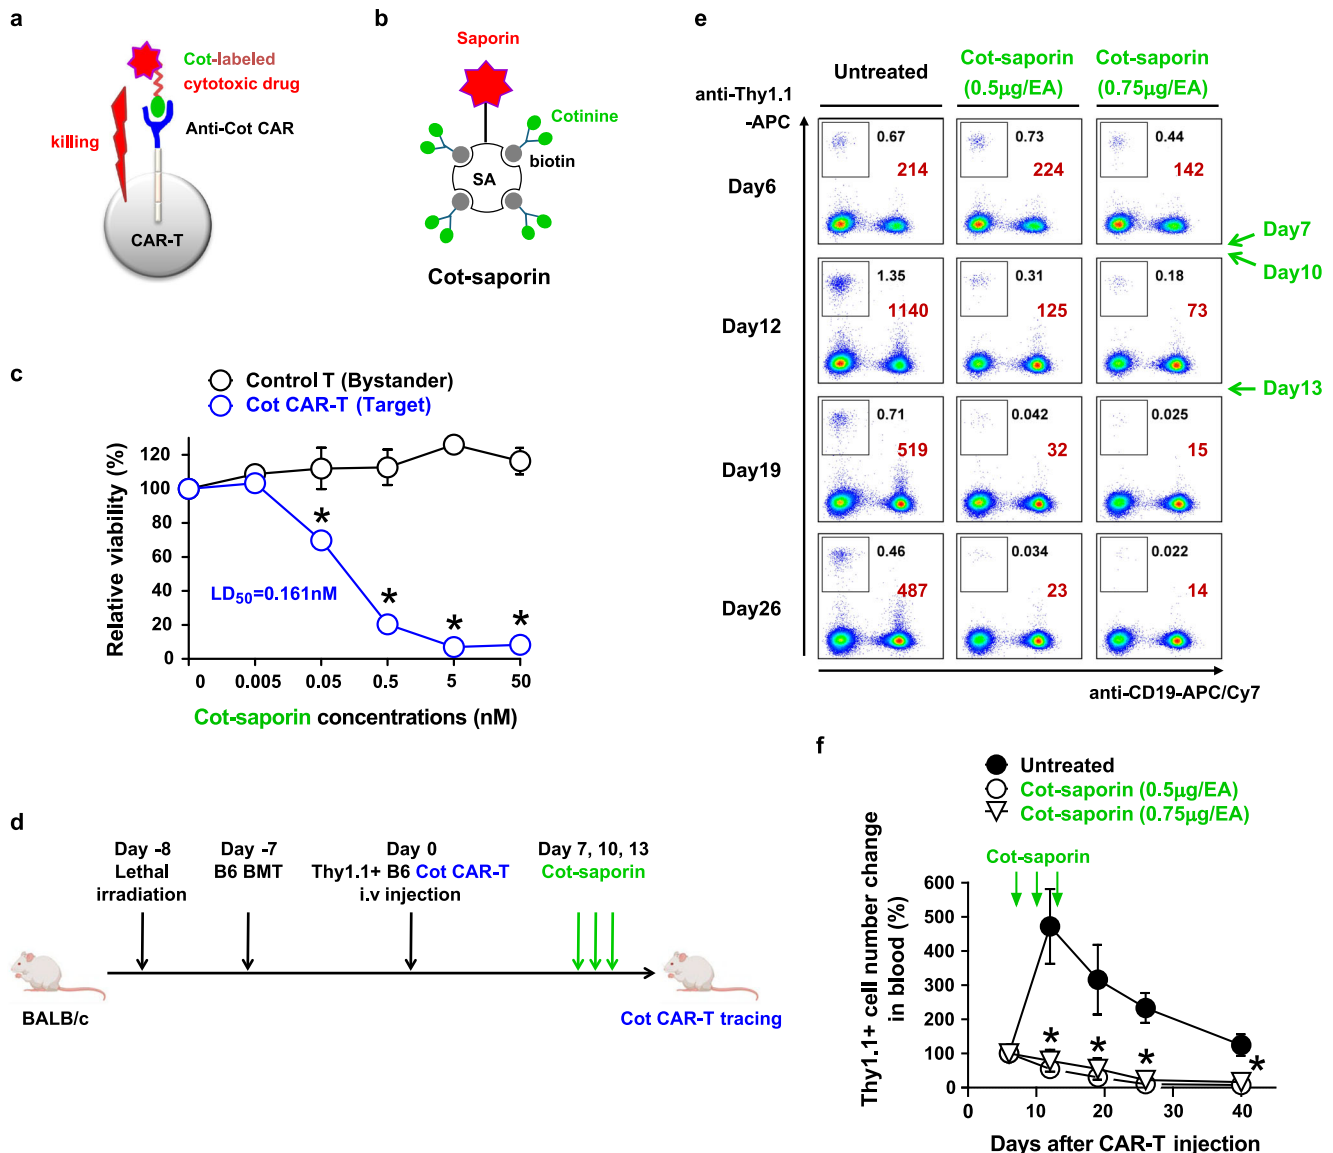 a
Cot-labeled
cytotoxic drug
Anti-Cot CAR
killing
CAR-T
b
Saporin
Cotinine
biotin
SA
Cot-saporin
c
Control T (Bystander)
Cot CAR-T (Target)
Relative viability (%)
120
100
80
60
40
20
0
*
*
*
*
LD50=0.161nM
0
0.005
0.05
0.5
5
50
Cot-saporin concentrations (nM)
d
Day -8
Lethal
irradiation
Day -7
B6 BMT
Day 0
Thy1.1+ B6 Cot CAR-T
i.v injection
Day 7, 10, 13
Cot-saporin
BALB/c
Cot CAR-T tracing
e
Untreated
Cot-saporin
(0.5μg/EA)
Cot-saporin
(0.75μg/EA)
anti-Thy1.1
-APC
Day6
0.67
214
0.73
224
0.44
142
Day7
Day10
Day12
1.35
1140
0.31
125
0.18
73
Day13
Day19
0.71
519
0.042
32
0.025
15
Day26
0.46
487
0.034
23
0.022
14
anti-CD19-APC/Cy7
f
Untreated
Cot-saporin (0.5μg/EA)
Cot-saporin (0.75μg/EA)
Cot-saporin
Thy1.1+ cell number change
in blood (%)
600
500
400
300
200
100
0
*
*
*
*
0
10
20
30
40
Days after CAR-T injection